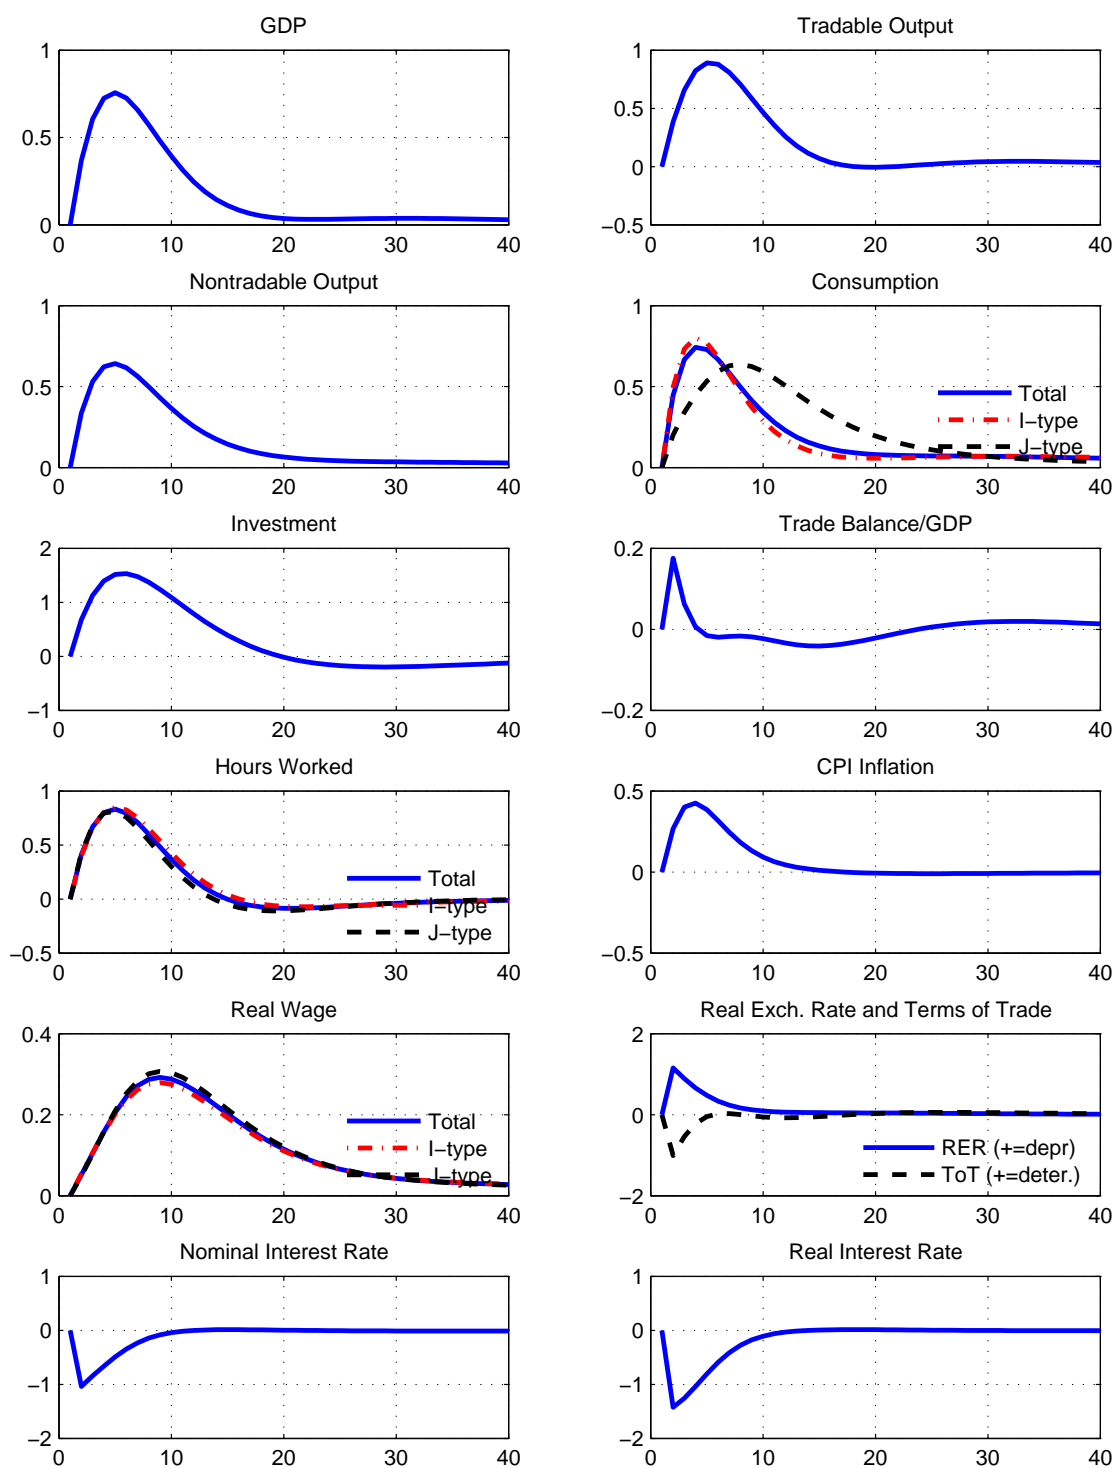 GDP
1
0.5
0
0 10 20 30 40
Tradable Output
1
0.5
0
−0.5
0 10 20 30 40
Nontradable Output
1
0.5
0
0 10 20 30 40
Consumption
1
0.5
0
0 10 20 30 40
Total
I−type
J−type
Investment
2
1
0
−1
0 10 20 30 40
Trade Balance/GDP
0.2
0
−0.2
0 10 20 30 40
Hours Worked
1
0.5
0
−0.5
0 10 20 30 40
Total
I−type
J−type
CPI Inflation
0.5
0
−0.5
0 10 20 30 40
Real Wage
0.4
0.2
0
0 10 20 30 40
Total
I−type
J−type
Real Exch. Rate and Terms of Trade
2
0
−2
0 10 20 30 40
RER (+=depr)
ToT (+=deter.)
Nominal Interest Rate
1
0
−1
−2
0 10 20 30 40
Real Interest Rate
1
0
−1
−2
0 10 20 30 40